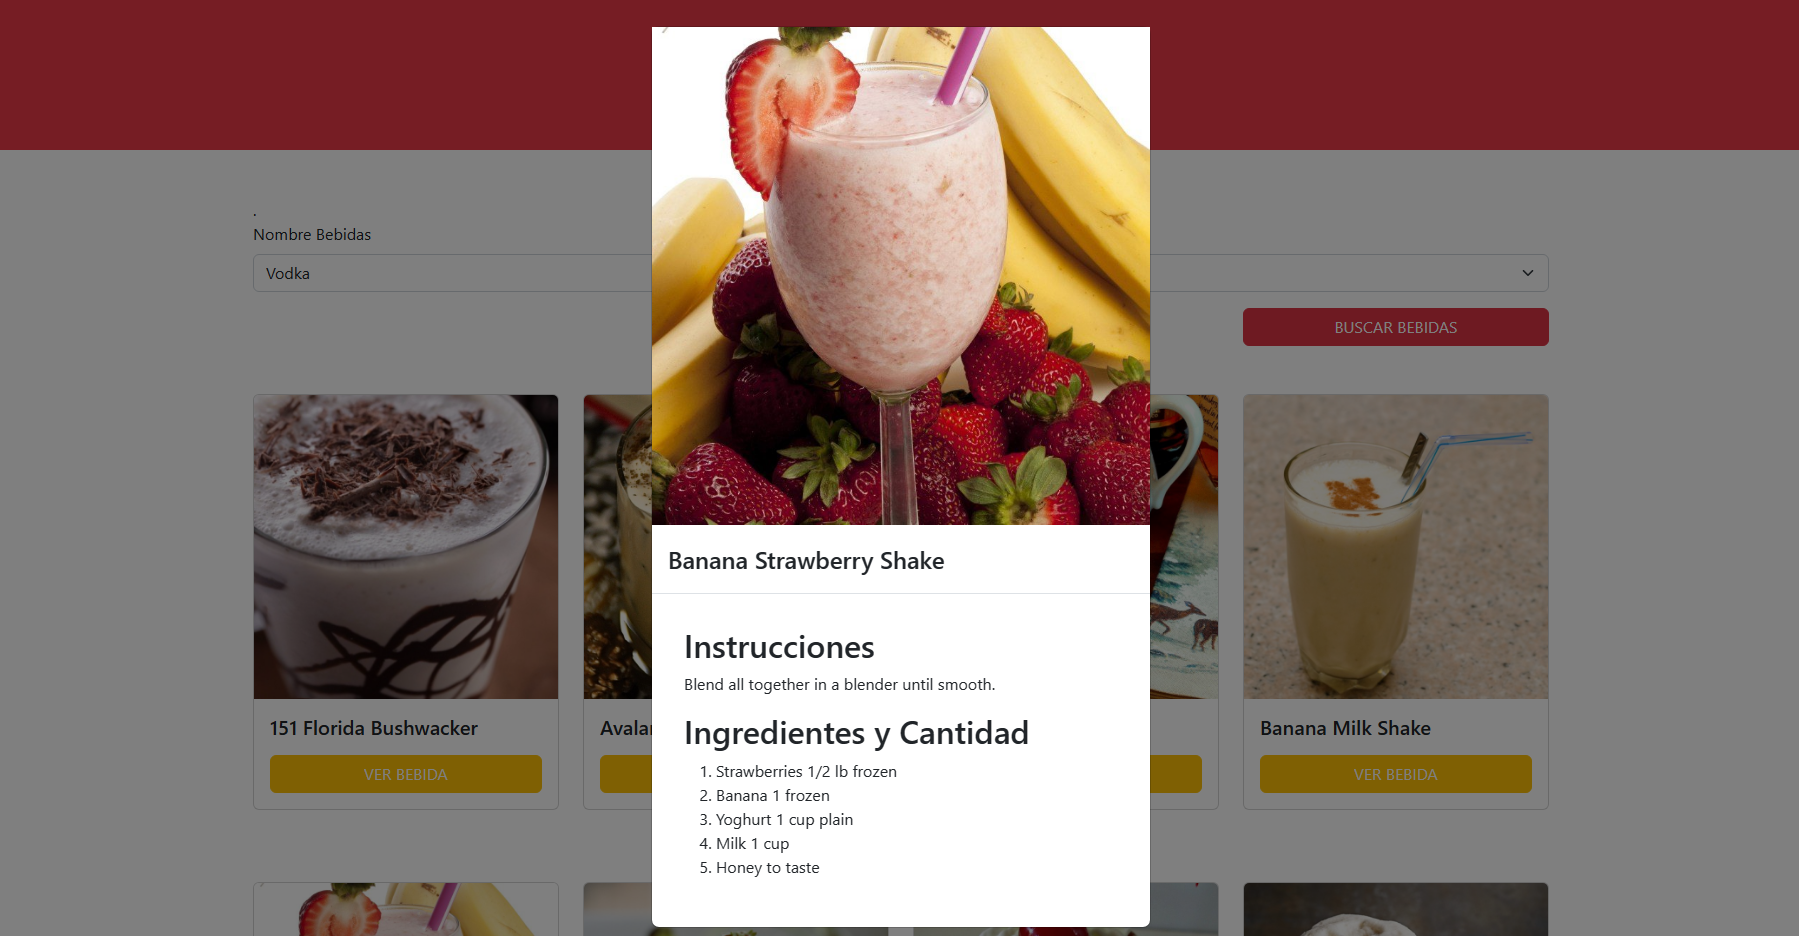 .
Nombre Bebidas
Vodka
BUSCAR BEBIDAS
Banana Strawberry Shake
Instrucciones
Blend all together in a blender until smooth.
Ingredientes y Cantidad
1. Strawberries 1/2 lb frozen
2. Banana 1 frozen
3. Yoghurt 1 cup plain
4. Milk 1 cup
5. Honey to taste
151 Florida Bushwacker
Avalan
Banana Milk Shake
VER BEBIDA
VER BEBIDA